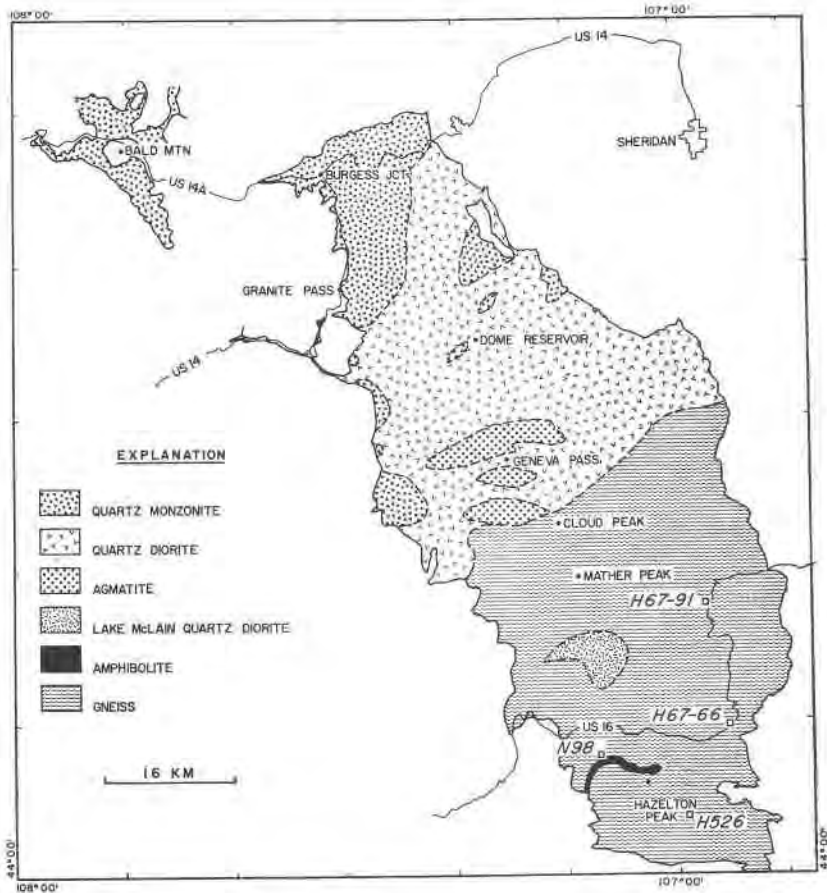 108°00'
107°00'
US 14
SHERIDAN
BALD MTN
US 14A
BURGESS JCT.
GRANITE PASS
DOME RESERVOIR
US 14
EXPLANATION
GENEVA PASS
QUARTZ MONZONITE
QUARTZ DIORITE
CLOUD PEAK
AGMATITE
MATHER PEAK
H67-91
LAKE McLAIN QUARTZ DIORITE
AMPHIBOLITE
GNEISS
H67-66
US 16
N98
16 KM
HAZELTON
PEAK
H526
44°00'
44°00'
108°00'
107°00'